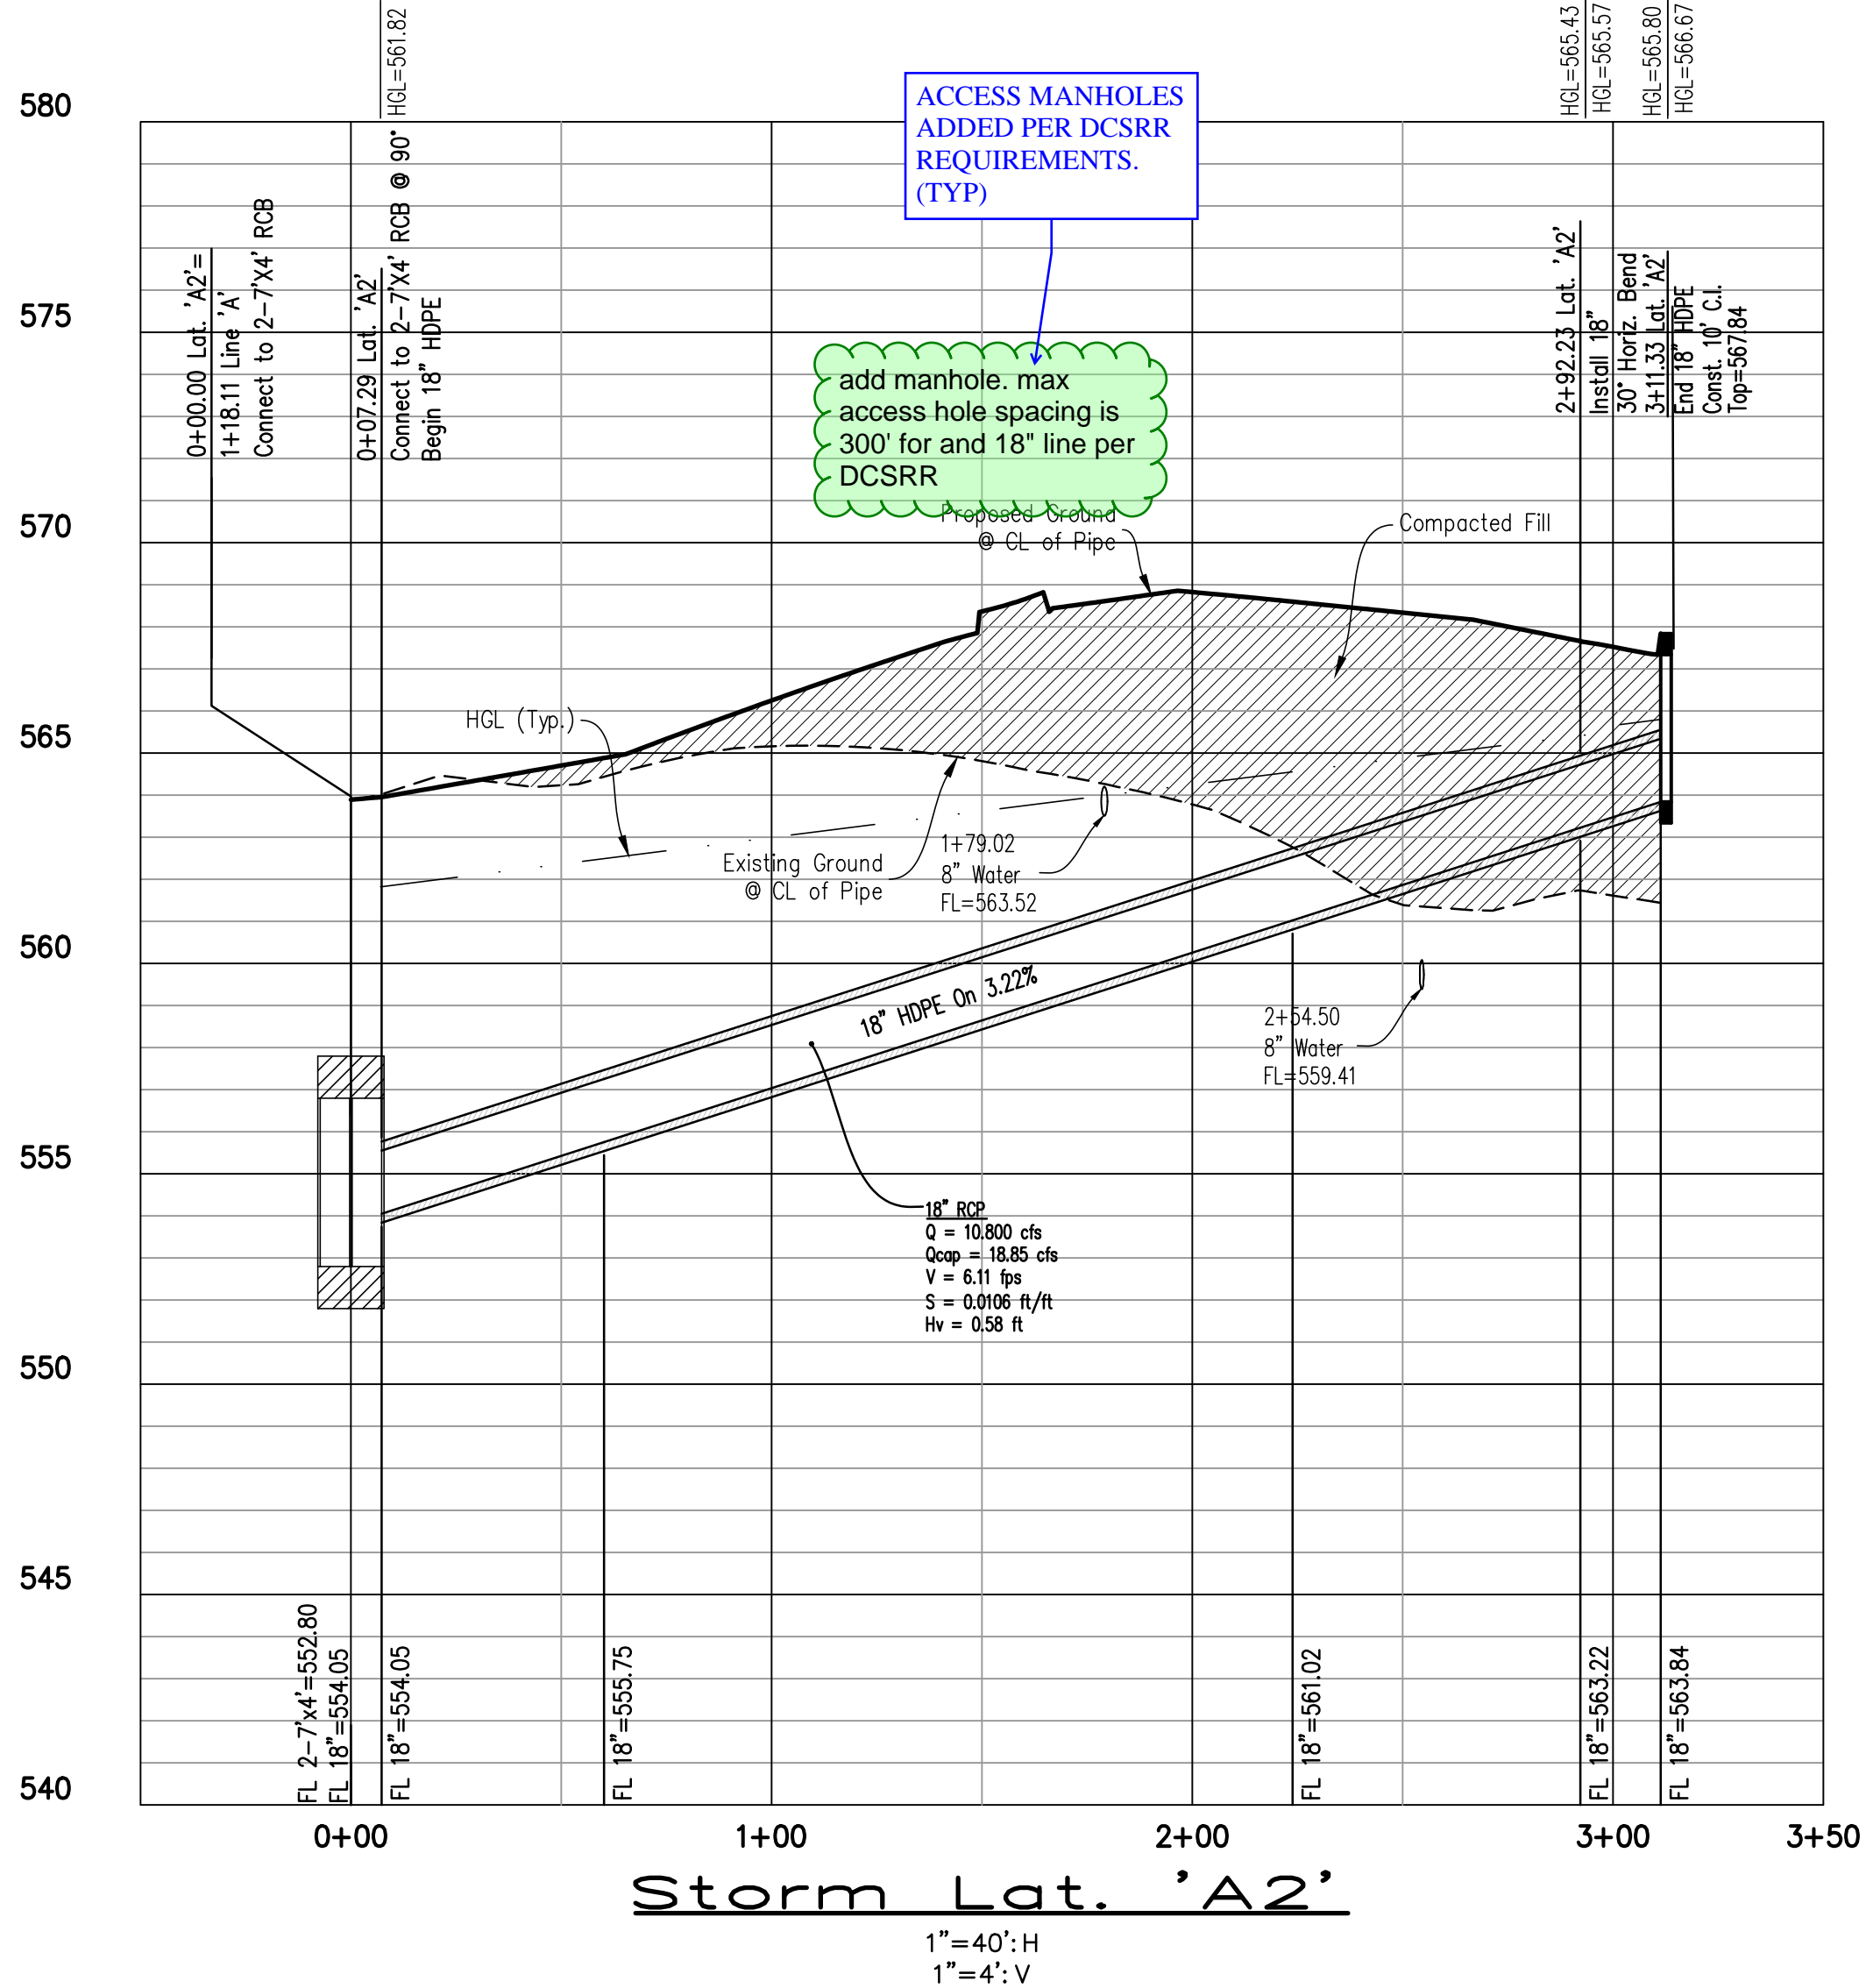 HGL=561.82
HGL=565.43
HGL=565.57
HGL=565.80
HGL=566.67
ACCESS MANHOLES
ADDED PER DCSRR
REQUIREMENTS.
(TYP)
add manhole. max
access hole spacing is
300' for and 18" line per
DCSRR
0+00.00 Lat. 'A2'=
1+18.11 Line 'A'
Connect to 2-7'X4' RCB
0+07.29 Lat. 'A2'
Connect to 2-7'X4' RCB @ 90°
Begin 18" HDPE
2+92.23 Lat. 'A2'
Install 18"
30° Horiz. Bend
3+11.33 Lat. 'A2'
End 18" HDPE
Const. 10' C.I.
Top=567.84
Proposed Ground
@ CL of Pipe
Compacted Fill
HGL (Typ.)
Existing Ground
@ CL of Pipe
1+79.02
8" Water
FL=563.52
18" HDPE On 3.22%
2+54.50
8" Water
FL=559.41
18" RCP
Q = 10.800 cfs
Qcap = 18.85 cfs
V = 6.11 fps
S = 0.0106 ft/ft
Hv = 0.58 ft
580
575
570
565
560
555
550
545
540
FL 2-7'x4'=552.80
FL 18"=554.05
FL 18"=554.05
FL 18"=555.75
FL 18"=561.02
FL 18"=563.22
FL 18"=563.84
0+00
1+00
2+00
3+00
3+50
Storm Lat. 'A2'
1"=40': H
1"=4': V